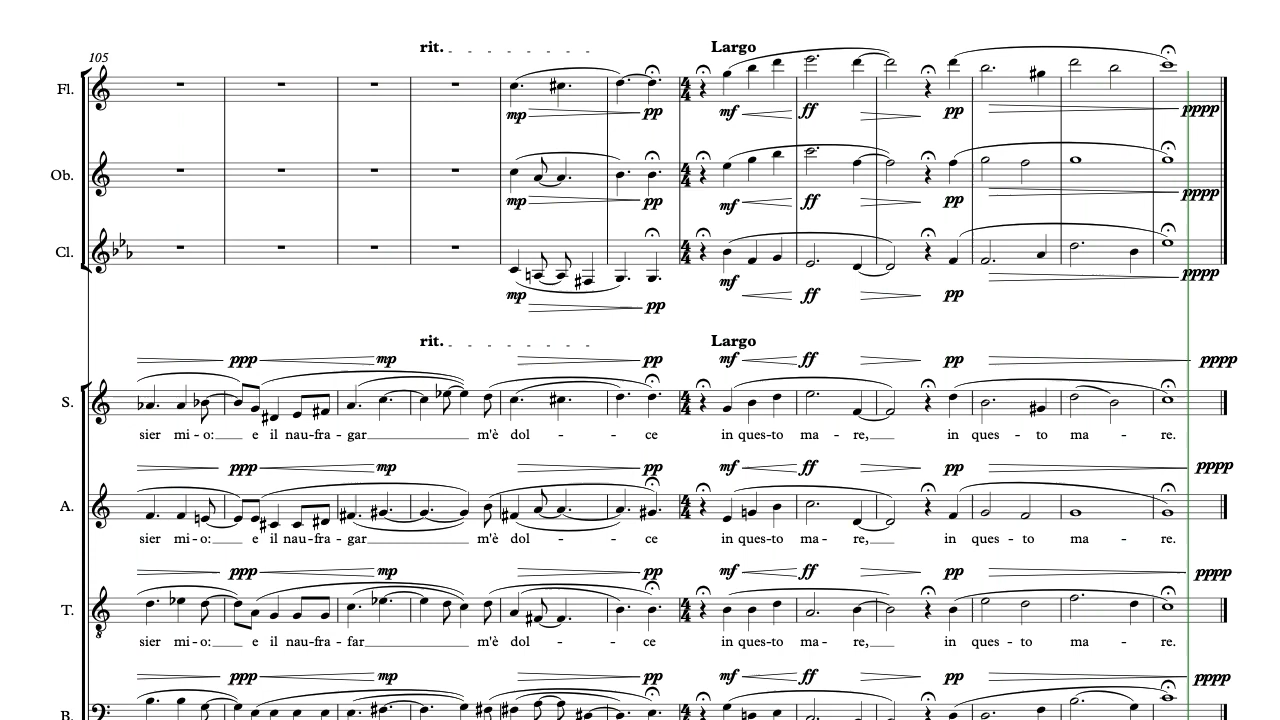 rit.
Largo
105
Fl.
mp pp mf ff pp pppp
Ob.
mp pp mf ff pp pppp
Cl.
mp pp mf ff pp pppp
rit. Largo
ppp mp pp mf ff pp pppp
S.
sier mi - o: e il nau-fra - gar m'è dol - - ce in ques-to ma - re, in ques - to ma - re.
ppp mp pp mf ff pp pppp
A.
sier mi - o: e il nau-fra - gar m'è dol - - ce in ques-to ma - re, in ques - to ma - re.
ppp mp pp mf ff pp pppp
T.
sier mi - o: e il nau-fra - far m'è dol - - ce in ques-to ma - re, in ques - to ma - re.
ppp mp pp mf ff pp pppp
B.